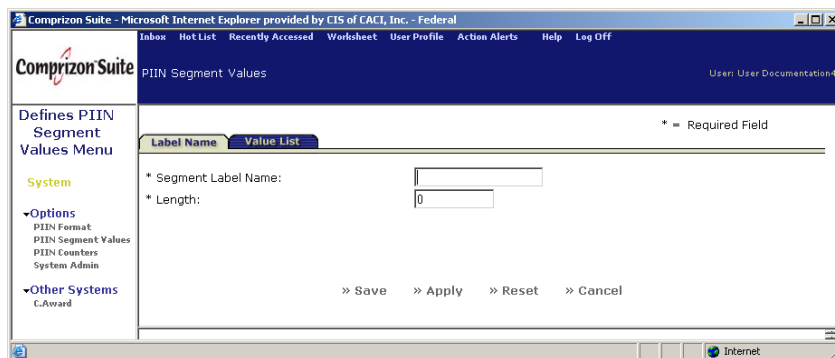 Comprizon Suite - Microsoft Internet Explorer provided by CIS of CACI, Inc. - Federal
Inbox Hot List Recently Accessed Worksheet User Profile Action Alerts Help Log Off
Comprizon Suite
PIIN Segment Values
User: User Documentation4
Defines PIIN
Segment
Values Menu
* = Required Field
Label Name Value List
System
* Segment Label Name:
* Length: 0
Options
PIIN Format
PIIN Segment Values
PIIN Counters
System Admin
Other Systems
C.Award
» Save » Apply » Reset » Cancel
Internet